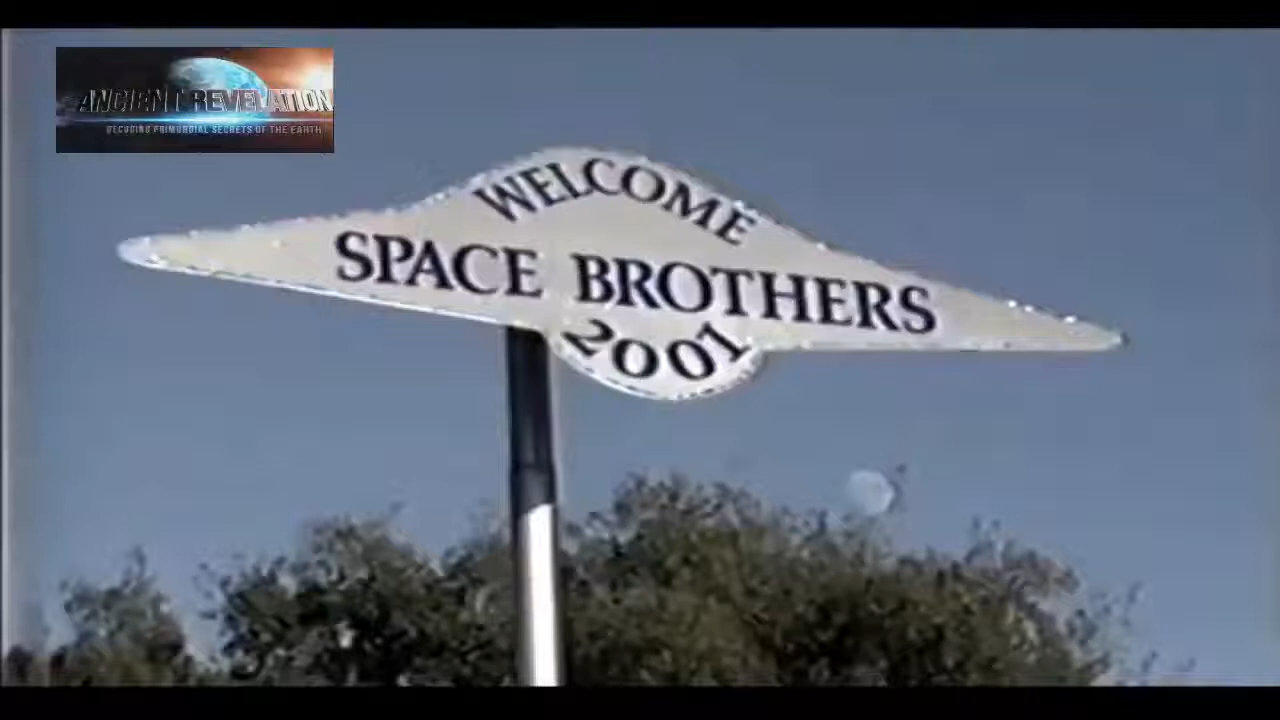 ANCIENT REVELATION
DECODING PRIMORDIAL SECRETS OF THE EARTH
WELCOME
SPACE BROTHERS
2001